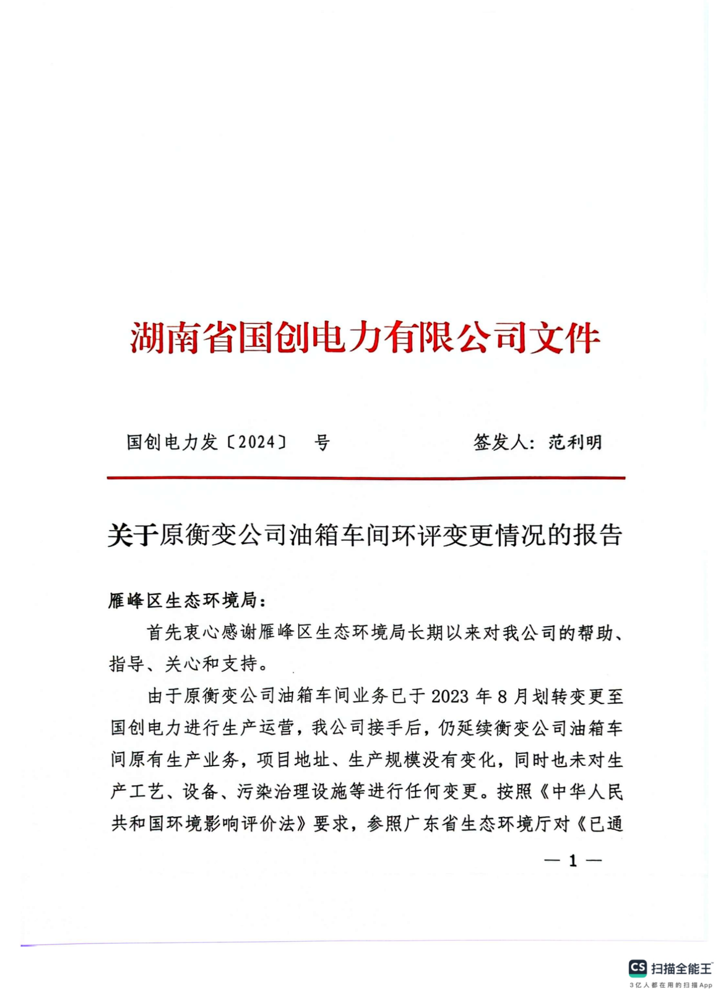 湖南省国创电力有限公司文件
国创电力发〔2024〕 号 签发人：范利明
关于原衡变公司油箱车间环评变更情况的报告
雁峰区生态环境局：
首先衷心感谢雁峰区生态环境局长期以来对我公司的帮助、
指导、关心和支持。
由于原衡变公司油箱车间业务已于 2023 年 8 月划转变更至
国创电力进行生产运营，我公司接手后，仍延续衡变公司油箱车
间原有生产业务，项目地址、生产规模没有变化，同时也未对生
产工艺、设备、污染治理设施等进行任何变更。按照《中华人民
共和国环境影响评价法》要求，参照广东省生态环境厅对《已通
— 1 —
CS 扫描全能王™
3亿人都在用的扫描App